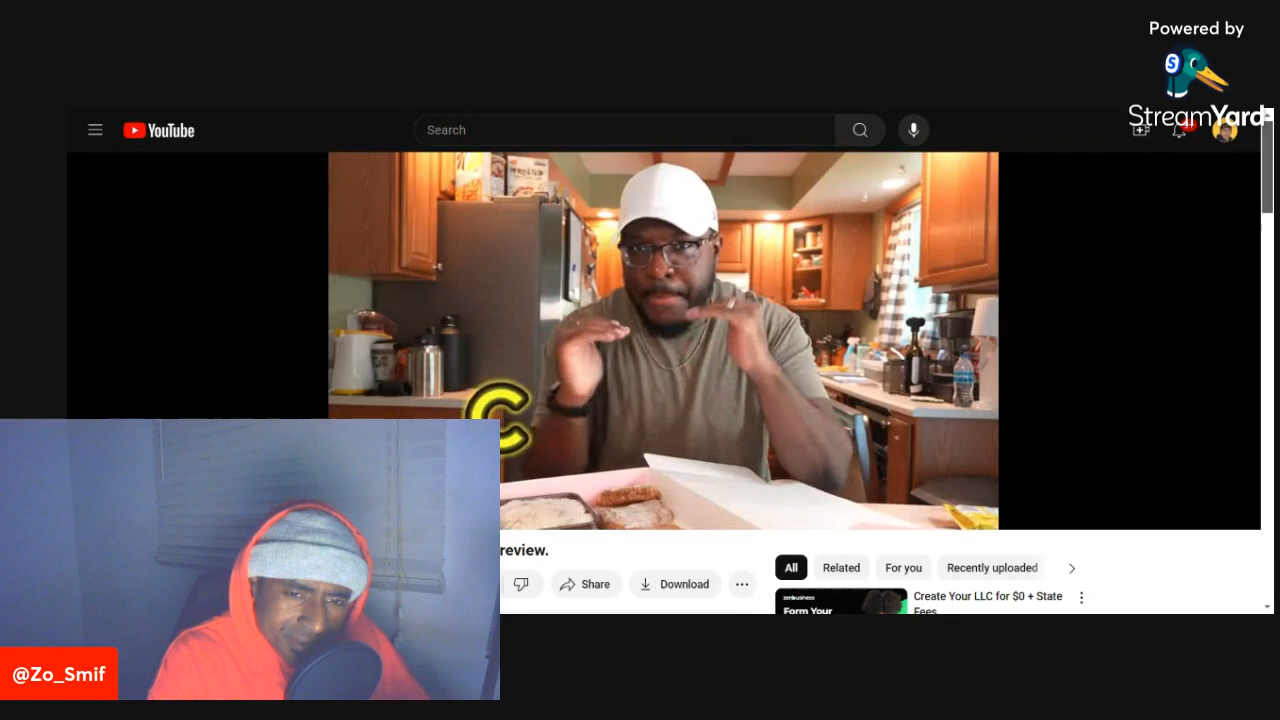 Powered by
StreamYard
YouTube
Search
C
review.
Share
Download
All
Related
For you
Recently uploaded
zenbusiness
Form Your
Create Your LLC for $0 + State
Fees
@Zo_Smif